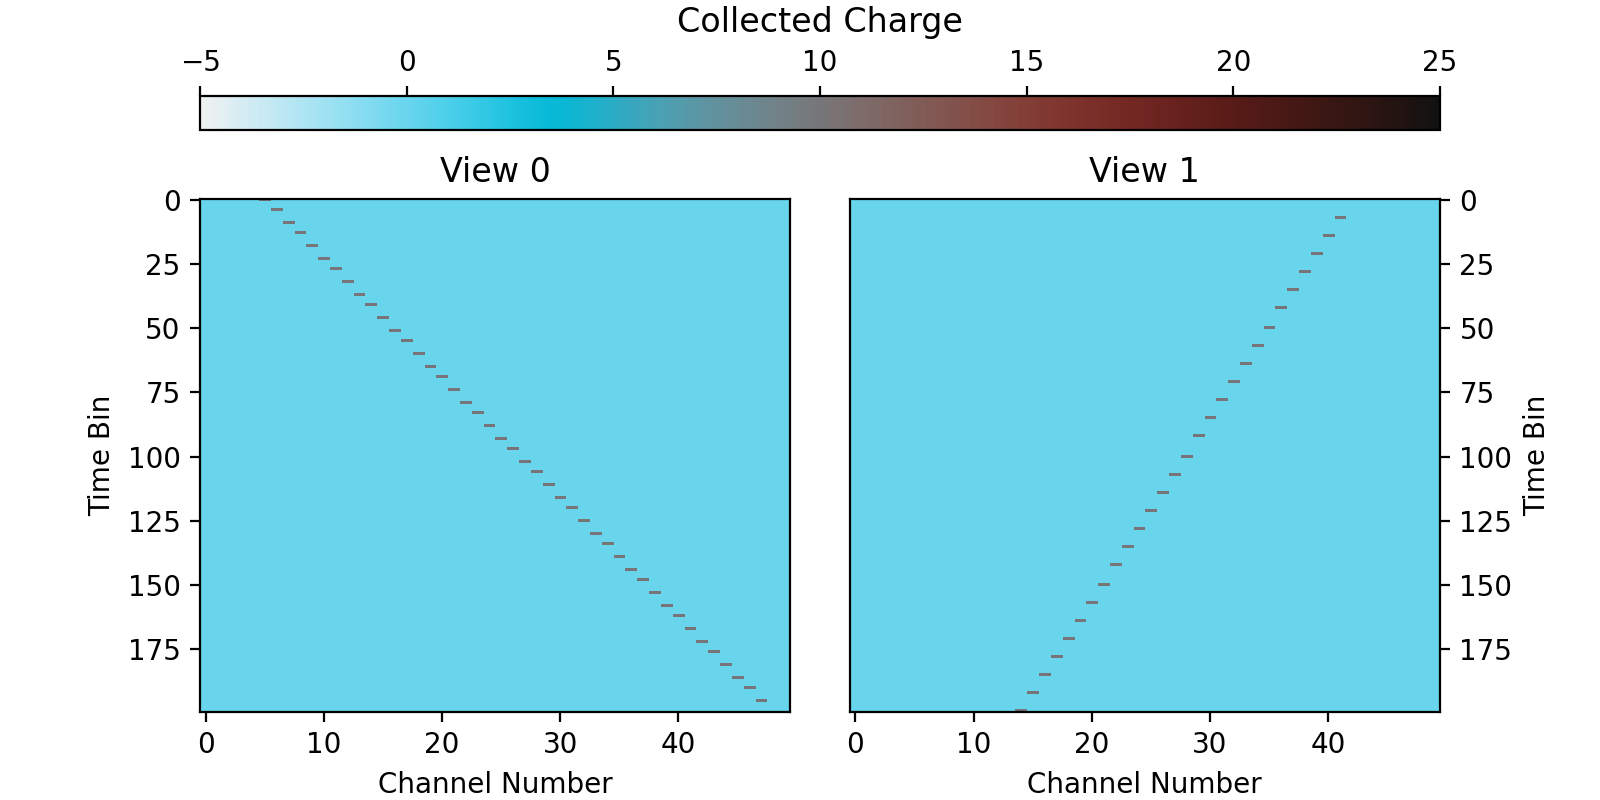 Collected Charge
−5 0 5 10 15 20 25
View 0 View 1
0 0
25 25
50 50
75 75
100 100
125 125
150 150
175 175
Time Bin Time Bin
0 10 20 30 40 0 10 20 30 40
Channel Number Channel Number